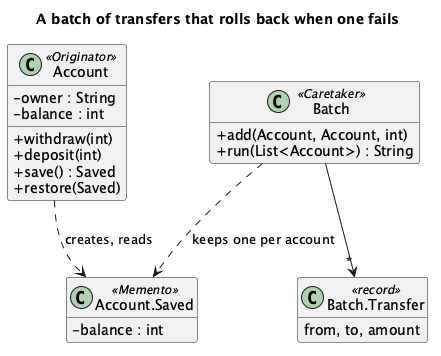 A batch of transfers that rolls back when one fails
C
«Originator»
Account
-owner : String
-balance : int
+withdraw(int)
+deposit(int)
+save() : Saved
+restore(Saved)
C
«Caretaker»
Batch
+add(Account, Account, int)
+run(List<Account>) : String
creates, reads
keeps one per account
*
C
«Memento»
Account.Saved
-balance : int
C
«record»
Batch.Transfer
from, to, amount